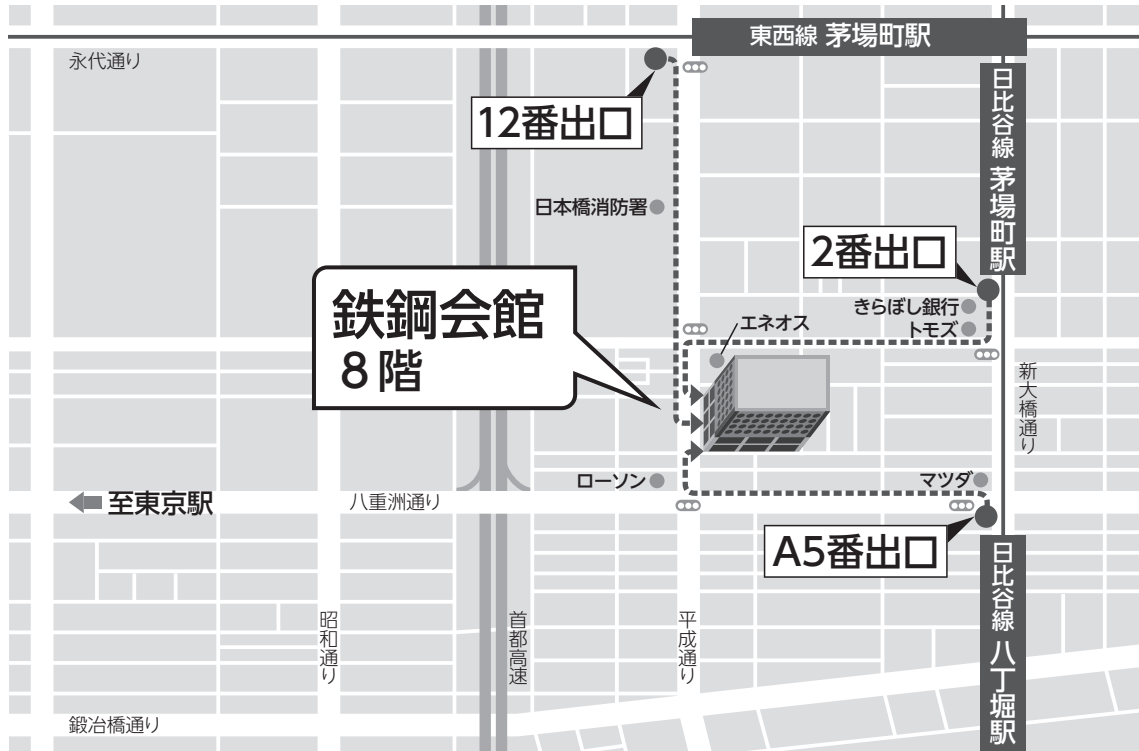 東西線 茅場町駅
永代通り
12番出口
日比谷線 茅場町駅
日本橋消防署
2番出口
鉄鋼会館
8階
きらぼし銀行
トモズ
エネオス
新大橋通り
ローソン
マツダ
至東京駅
八重洲通り
A5番出口
日比谷線 八丁堀駅
昭和通り
首都高速
平成通り
鍛冶橋通り